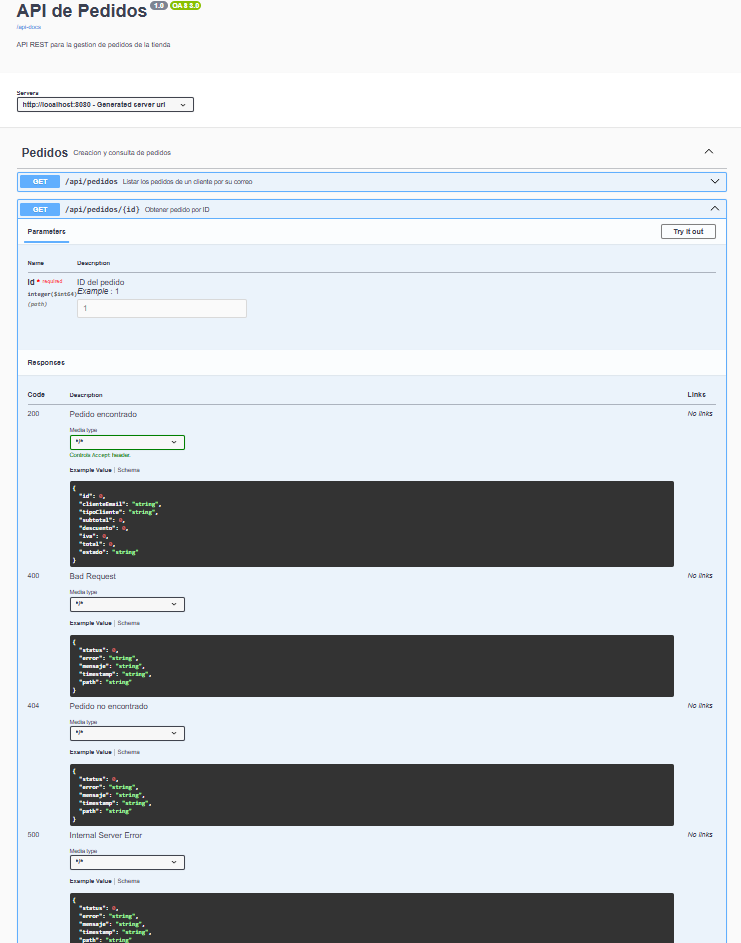 API de Pedidos 1.0 OAS 3.0
/api-docs
API REST para la gestion de pedidos de la tienda
Servers
http://localhost:8080 - Generated server url
Pedidos Creacion y consulta de pedidos
GET /api/pedidos Listar los pedidos de un cliente por su correo
GET /api/pedidos/{id} Obtener pedido por ID
Parameters Try it out
Name Description
id * required ID del pedido
integer($int64) Example : 1
(path)
1
Responses
Code Description Links
200 Pedido encontrado No links
Media type
*/*
Controls Accept header.
Example Value | Schema
{
"id": 0,
"clienteEmail": "string",
"tipoCliente": "string",
"subtotal": 0,
"descuento": 0,
"iva": 0,
"total": 0,
"estado": "string"
}
400 Bad Request No links
Media type
*/*
Example Value | Schema
{
"status": 0,
"error": "string",
"mensaje": "string",
"timestamp": "string",
"path": "string"
}
404 Pedido no encontrado No links
Media type
*/*
Example Value | Schema
{
"status": 0,
"error": "string",
"mensaje": "string",
"timestamp": "string",
"path": "string"
}
500 Internal Server Error No links
Media type
*/*
Example Value | Schema
{
"status": 0,
"error": "string",
"mensaje": "string",
"timestamp": "string",
"path": "string"